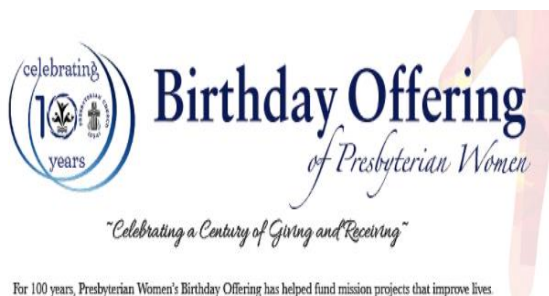 celebrating
100
years
Birthday Offering
of Presbyterian Women
~Celebrating a Century of Giving and Receiving~
For 100 years, Presbyterian Women's Birthday Offering has helped fund mission projects that improve lives